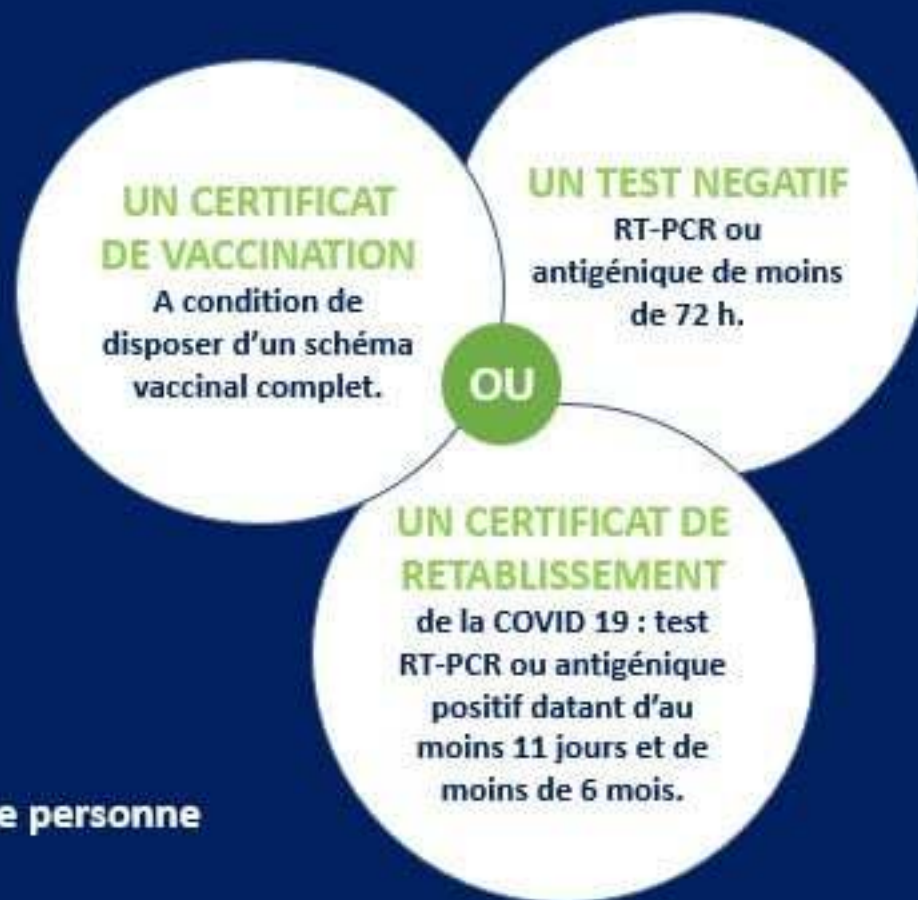 UN CERTIFICAT
DE VACCINATION
A condition de
disposer d'un schéma
vaccinal complet.
UN TEST NEGATIF
RT-PCR ou
antigénique de moins
de 72 h.
OU
UN CERTIFICAT DE
RETABLISSEMENT
de la COVID 19 : test
RT-PCR ou antigénique
positif datant d'au
moins 11 jours et de
moins de 6 mois.
e personne